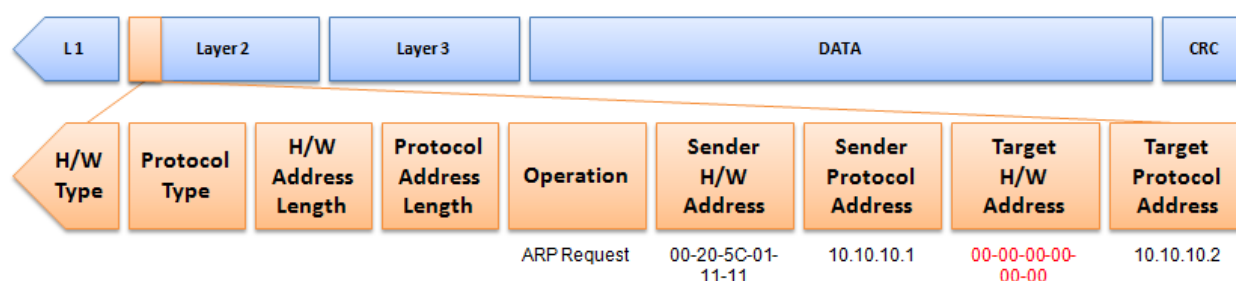 L 1
Layer 2
Layer 3
DATA
CRC
H/W
Type
Protocol
Type
H/W
Address
Length
Protocol
Address
Length
Operation
Sender
H/W
Address
Sender
Protocol
Address
Target
H/W
Address
Target
Protocol
Address
ARP Request
00-20-5C-01-
11-11
10.10.10.1
00-00-00-00-
00-00
10.10.10.2